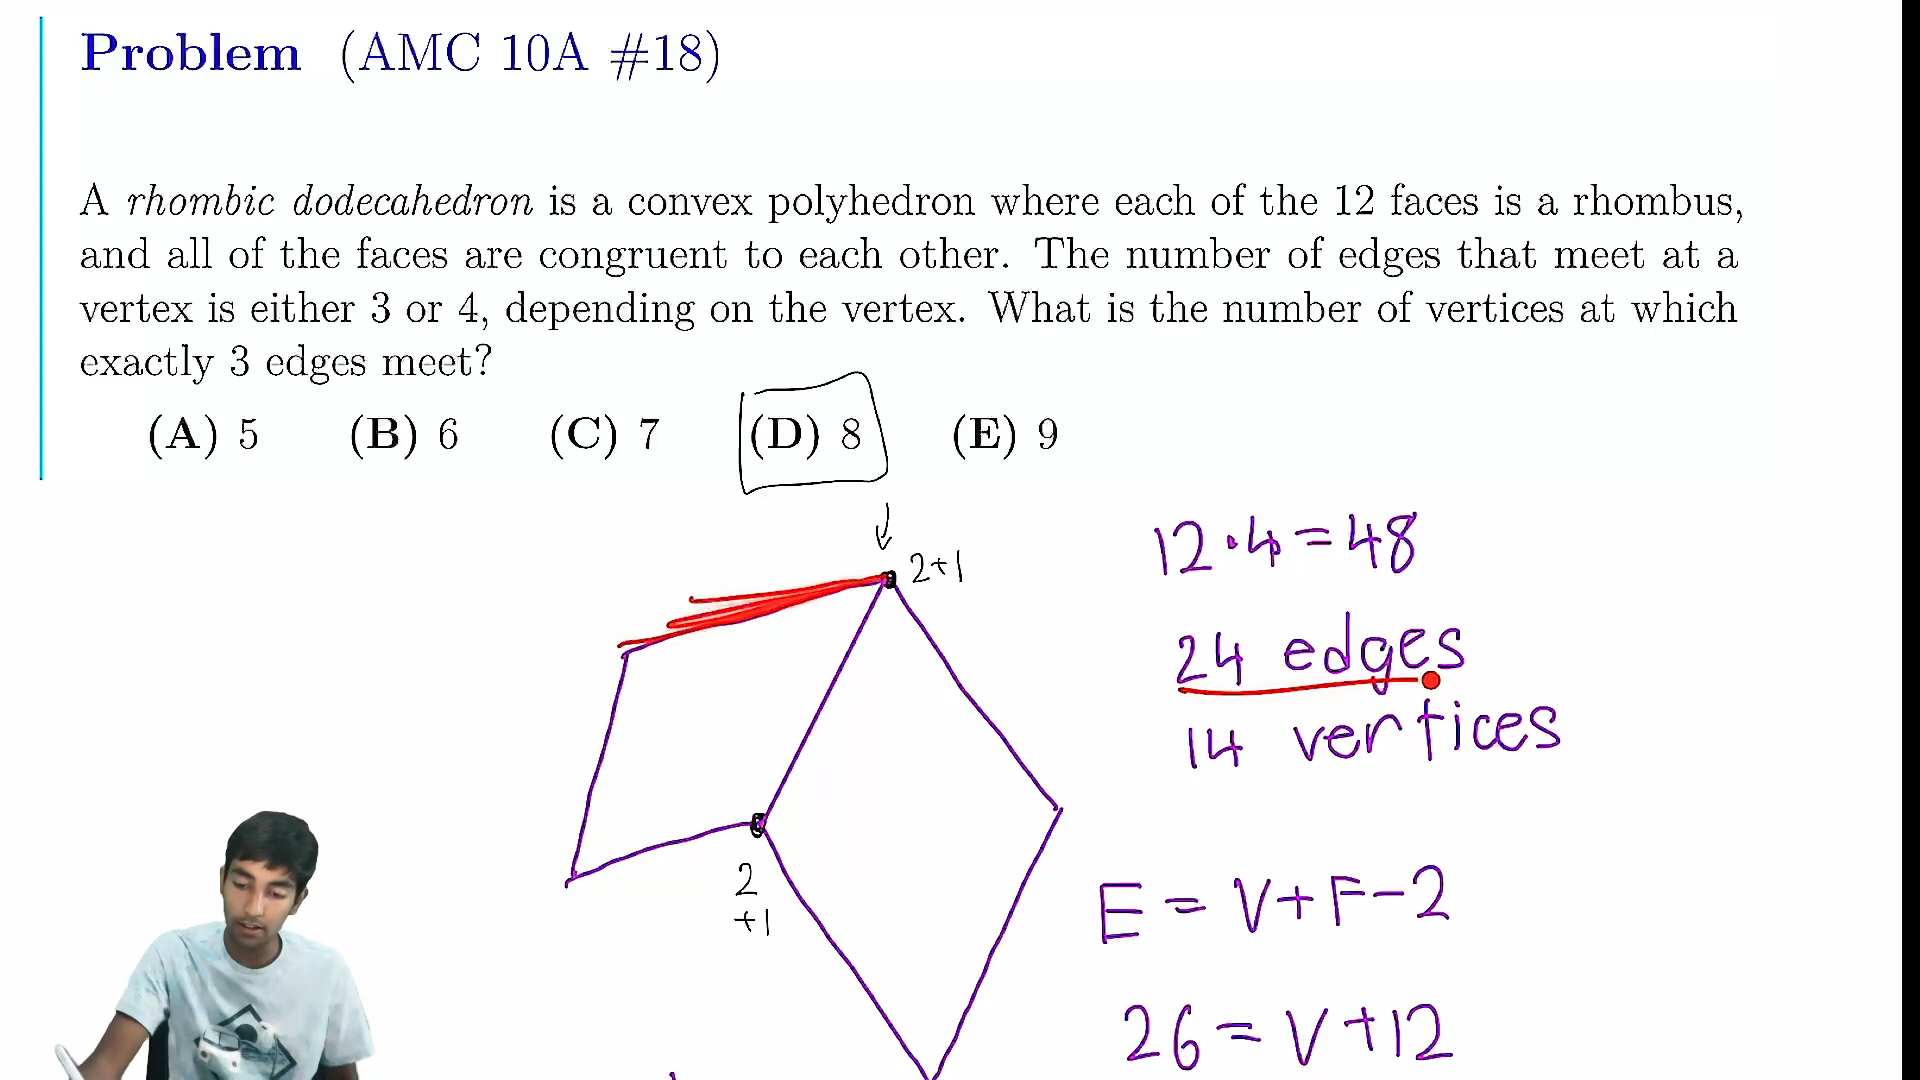 Problem (AMC 10A #18)
A rhombic dodecahedron is a convex polyhedron where each of the 12 faces is a rhombus,
and all of the faces are congruent to each other. The number of edges that meet at a
vertex is either 3 or 4, depending on the vertex. What is the number of vertices at which
exactly 3 edges meet?
(A) 5 (B) 6 (C) 7 (D) 8 (E) 9
2+1
12·4=48
24 edges
14 vertices
2
+1
E = V+F-2
26 = V+12